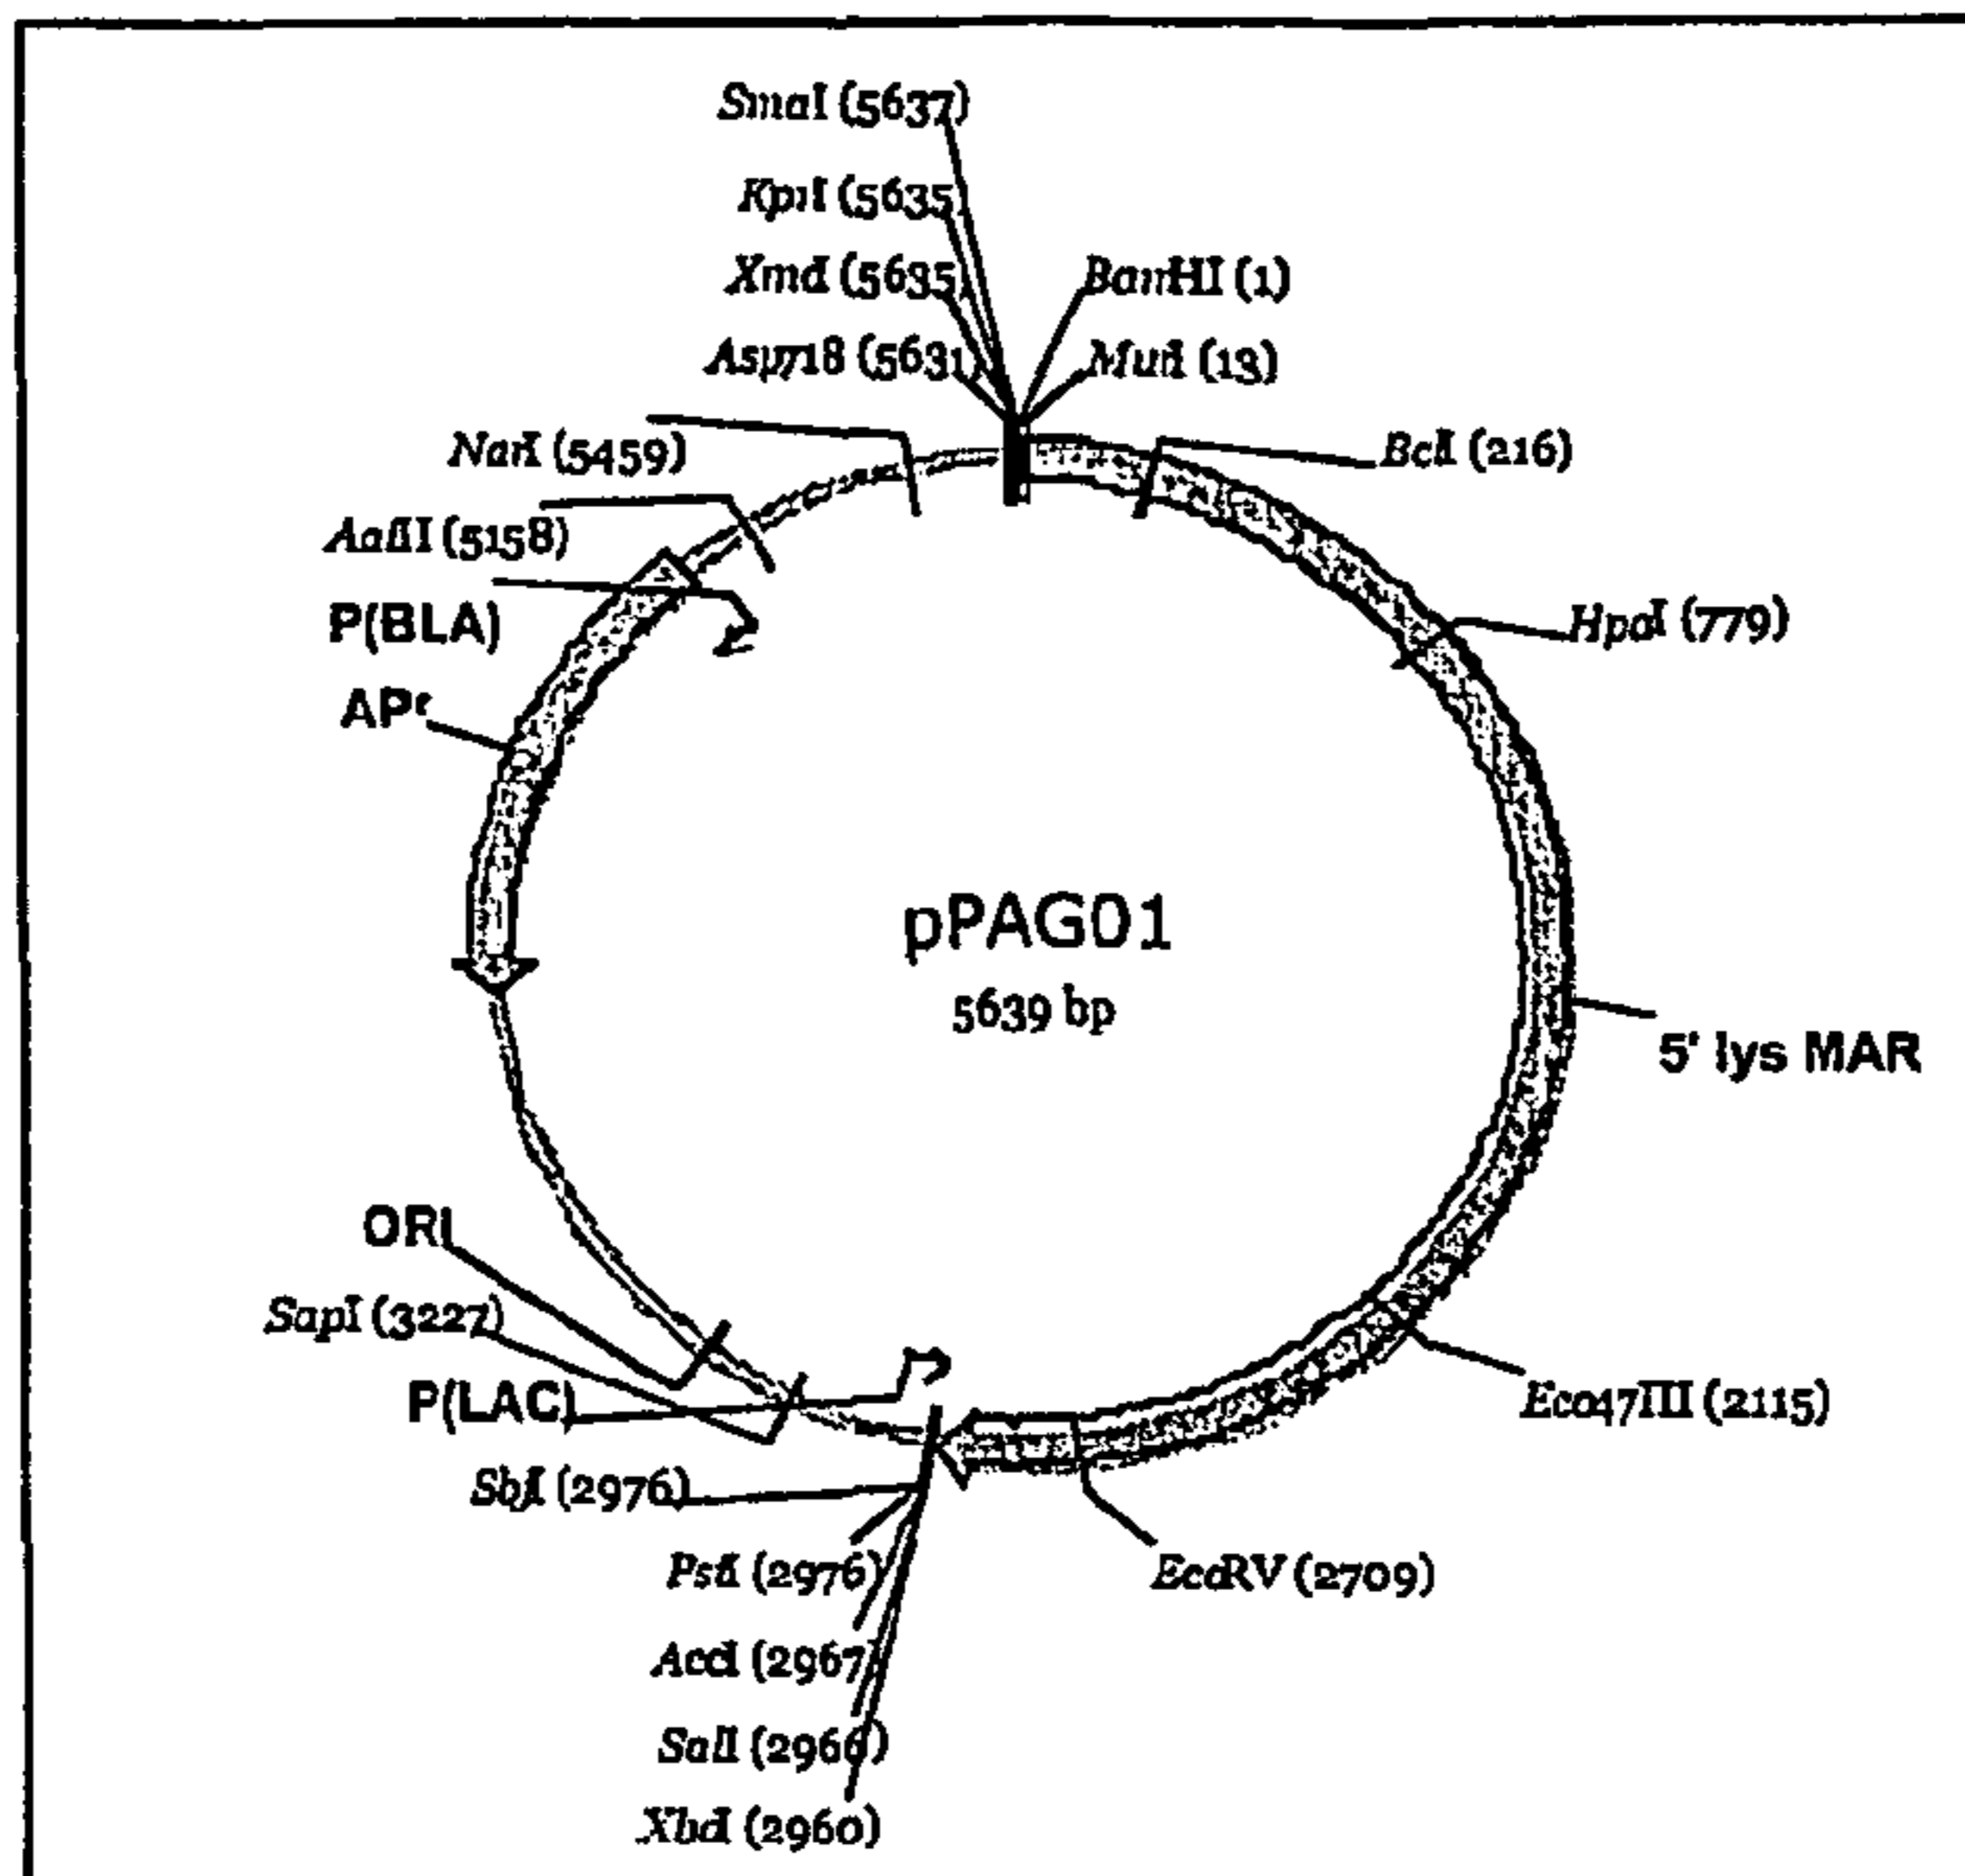 SmaI (5637)
KpnI (5635)
XmaI (5635)
Asp718 (5631)
BamHI (1)
MunI (13)
NarI (5459)
BclI (216)
AatII (5158)
P(BLA)
HpaI (779)
APr
pPAG01
5639 bp
5' lys MAR
ORI
SapI (3227)
P(LAC)
Eco47III (2115)
SbfI (2976)
PstI (2976)
EcoRV (2709)
AccI (2967)
SalI (2966)
XbaI (2960)